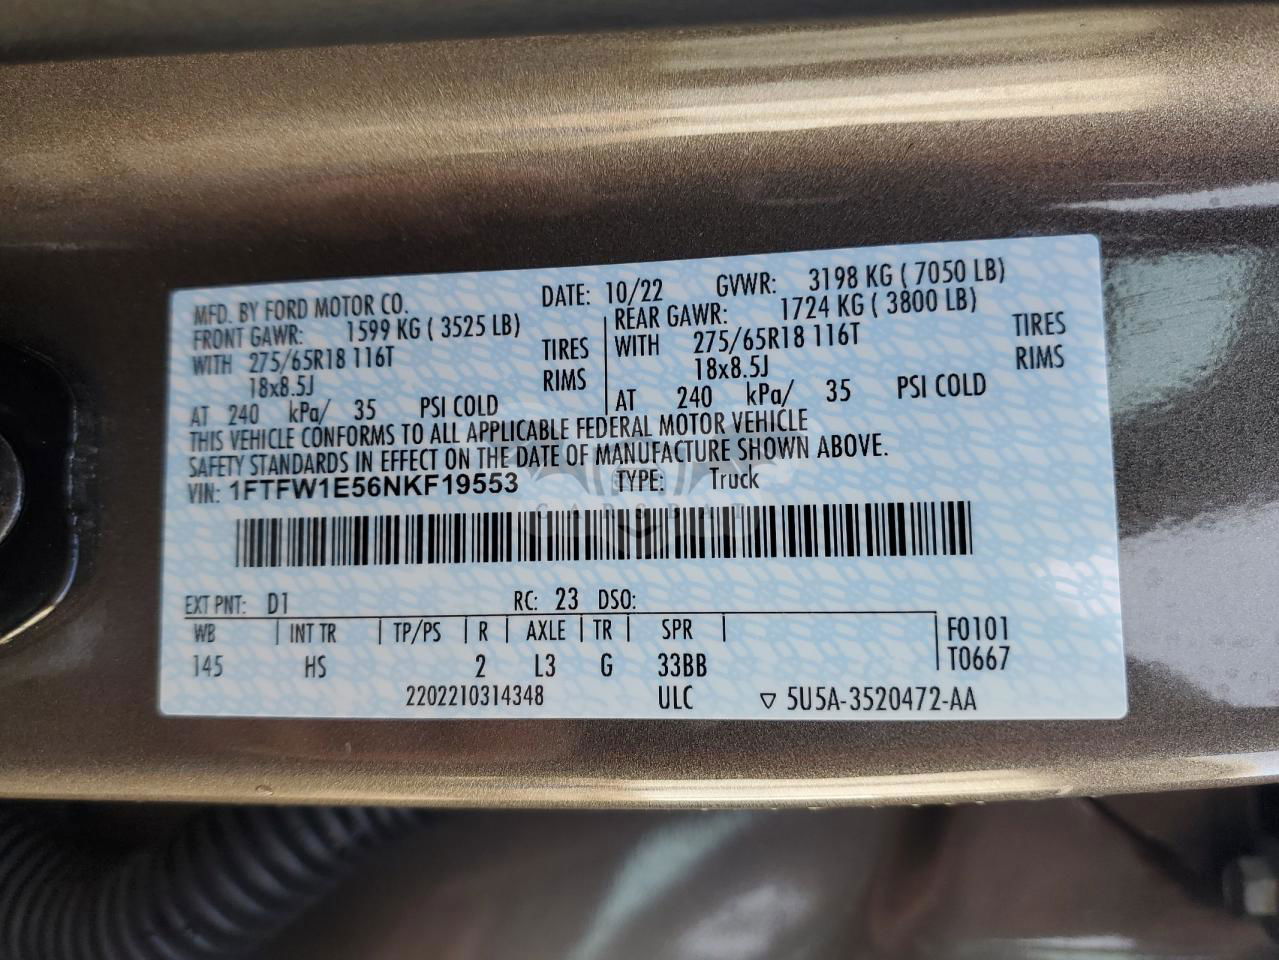 MFD. BY FORD MOTOR CO. DATE: 10/22 GVWR: 3198 KG ( 7050 LB)
FRONT GAWR: 1599 KG ( 3525 LB) REAR GAWR: 1724 KG ( 3800 LB)
WITH 275/65R18 116T TIRES WITH 275/65R18 116T TIRES
18x8.5J RIMS 18x8.5J RIMS
AT 240 kPa/ 35 PSI COLD AT 240 kPa/ 35 PSI COLD
THIS VEHICLE CONFORMS TO ALL APPLICABLE FEDERAL MOTOR VEHICLE
SAFETY STANDARDS IN EFFECT ON THE DATE OF MANUFACTURE SHOWN ABOVE.
VIN: 1FTFW1E56NKF19553 TYPE: Truck
CARSBAT
EXT PNT: D1 RC: 23 DSO:
WB INT TR TP/PS R AXLE TR SPR F0101
145 HS 2 L3 G 33BB T0667
2202210314348 ULC ▽ 5U5A-3520472-AA